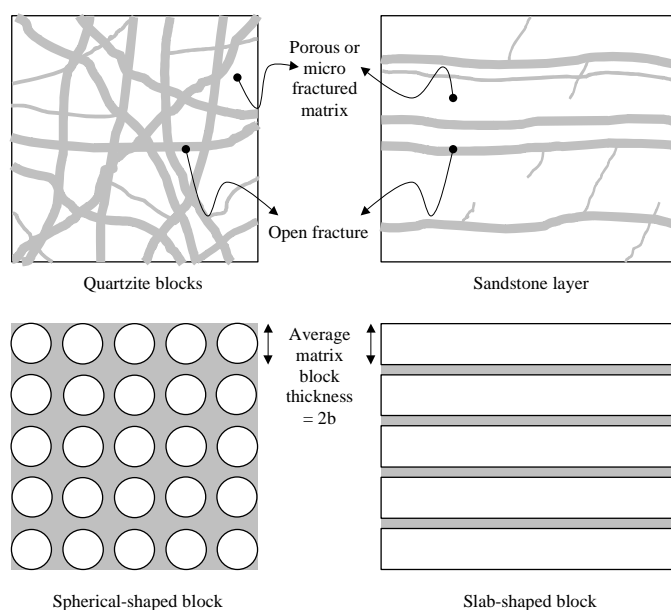 Porous or
micro
fractured
matrix
Open fracture
Quartzite blocks
Sandstone layer
Average
matrix
block
thickness
= 2b
Spherical-shaped block
Slab-shaped block